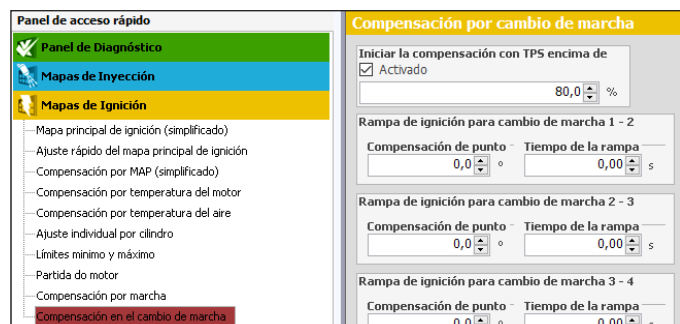 Panel de acceso rápido
Panel de Diagnóstico
Mapas de Inyección
Mapas de Ignición
Mapa principal de ignición (simplificado)
Ajuste rápido del mapa principal de ignición
Compensación por MAP (simplificado)
Compensación por temperatura del motor
Compensación por temperatura del aire
Ajuste individual por cilindro
Límites minimo y máximo
Partida do motor
Compensación por marcha
Compensación en el cambio de marcha
Compensación por cambio de marcha
Iniciar la compensación con TPS encima de
Activado
80,0 %
Rampa de ignición para cambio de marcha 1 - 2
Compensación de punto Tiempo de la rampa
0,0 ° 0,00 s
Rampa de ignición para cambio de marcha 2 - 3
Compensación de punto Tiempo de la rampa
0,0 ° 0,00 s
Rampa de ignición para cambio de marcha 3 - 4
Compensación de punto Tiempo de la rampa
0,0 ° 0,00 s